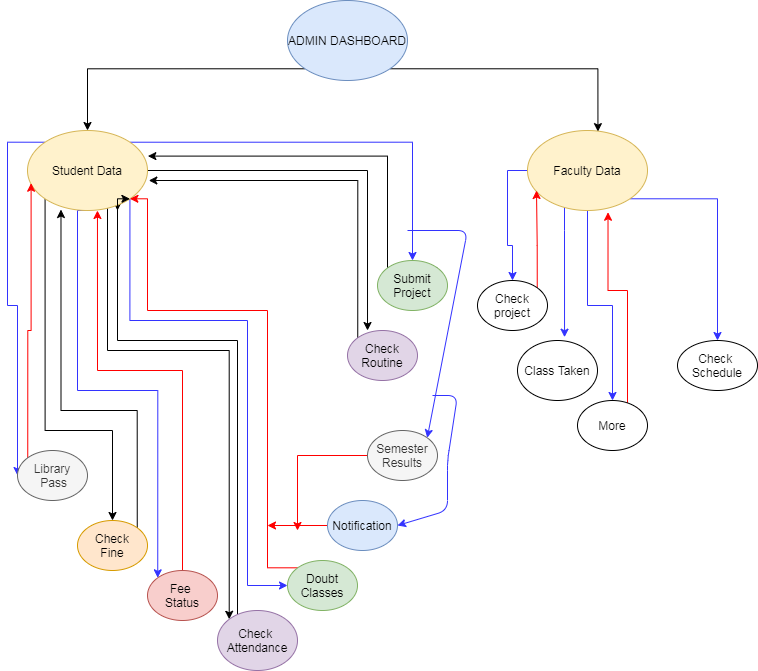 ADMIN DASHBOARD
Student Data
Faculty Data
Submit
Project
Check
project
Check
Routine
Class Taken
Check
Schedule
More
Semester
Results
Library
Pass
Notification
Check
Fine
Doubt
Classes
Fee
Status
Check
Attendance